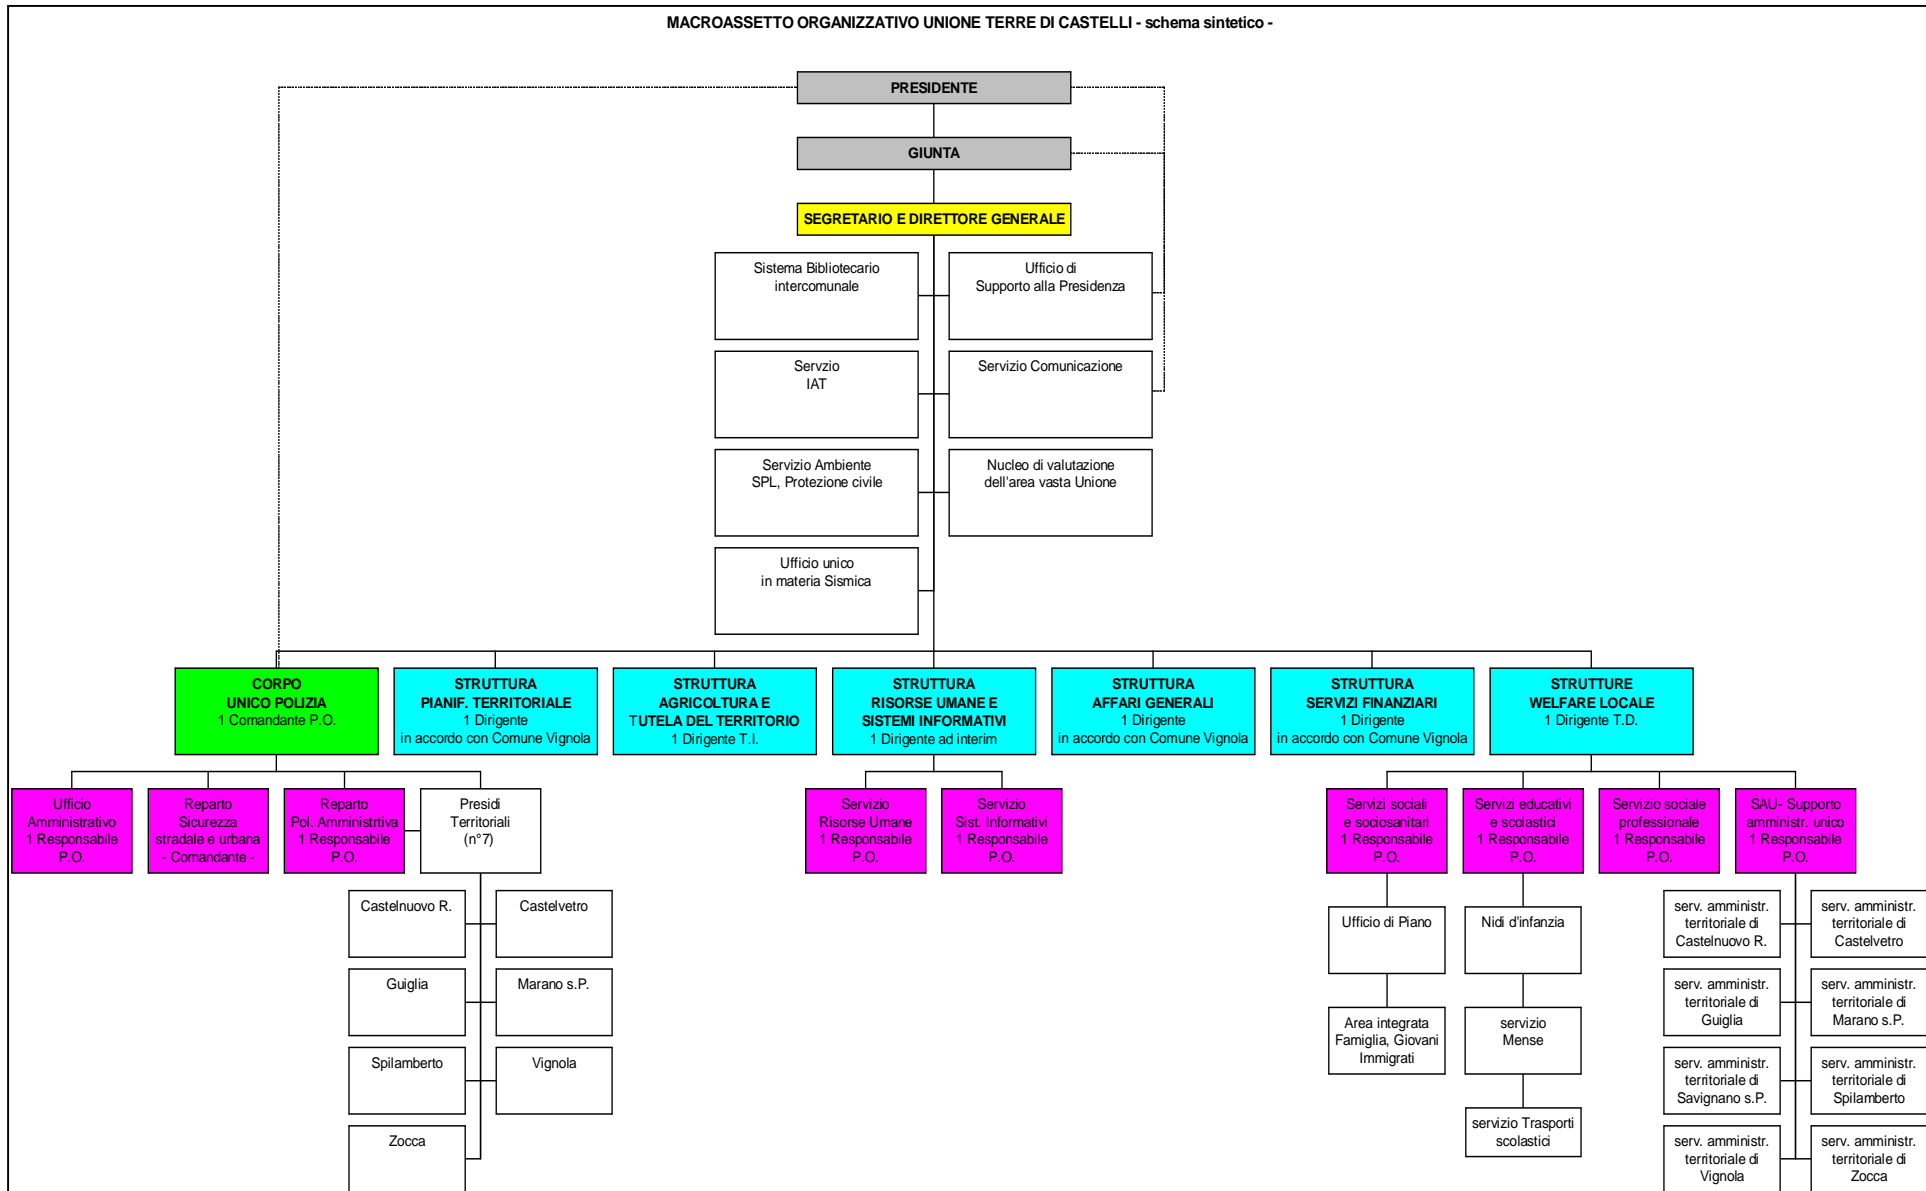 MACROASSETTO ORGANIZZATIVO UNIONE TERRE DI CASTELLI - schema sintetico -
PRESIDENTE
GIUNTA
SEGRETARIO E DIRETTORE GENERALE
Sistema Bibliotecario
intercomunale
Ufficio di
Supporto alla Presidenza
Servzio
IAT
Servizio Comunicazione
Servizio Ambiente
SPL, Protezione civile
Nucleo di valutazione
dell'area vasta Unione
Ufficio unico
in materia Sismica
CORPO
UNICO POLIZIA
1 Comandante P.O.
STRUTTURA
PIANIF. TERRITORIALE
1 Dirigente
in accordo con Comune Vignola
STRUTTURA
AGRICOLTURA E
TUTELA DEL TERRITORIO
1 Dirigente T.I.
STRUTTURA
RISORSE UMANE E
SISTEMI INFORMATIVI
1 Dirigente ad interim
STRUTTURA
AFFARI GENERALI
1 Dirigente
in accordo con Comune Vignola
STRUTTURA
SERVIZI FINANZIARI
1 Dirigente
in accordo con Comune Vignola
STRUTTURE
WELFARE LOCALE
1 Dirigente T.D.
Ufficio
Amministrativo
1 Responsabile
P.O.
Reparto
Sicurezza
stradale e urbana
- Comandante -
Reparto
Pol. Amministrtiva
1 Responsabile
P.O.
Presidi
Territoriali
(n°7)
Servizio
Risorse Umane
1 Responsabile
P.O.
Servizio
Sist. Informativi
1 Responsabile
P.O.
Servizi sociali
e sociosanitari
1 Responsabile
P.O.
Servizi educativi
e scolastici
1 Responsabile
P.O.
Servizio sociale
professionale
1 Responsabile
P.O.
SAU- Supporto
amministr. unico
1 Responsabile
P.O.
Castelnuovo R.
Castelvetro
Guiglia
Marano s.P.
Spilamberto
Vignola
Zocca
Ufficio di Piano
Area integrata
Famiglia, Giovani
Immigrati
Nidi d'infanzia
servizio
Mense
servizio Trasporti
scolastici
serv. amministr.
territoriale di
Castelnuovo R.
serv. amministr.
territoriale di
Castelvetro
serv. amministr.
territoriale di
Guiglia
serv. amministr.
territoriale di
Marano s.P.
serv. amministr.
territoriale di
Savignano s.P.
serv. amministr.
territoriale di
Spilamberto
serv. amministr.
territoriale di
Vignola
serv. amministr.
territoriale di
Zocca